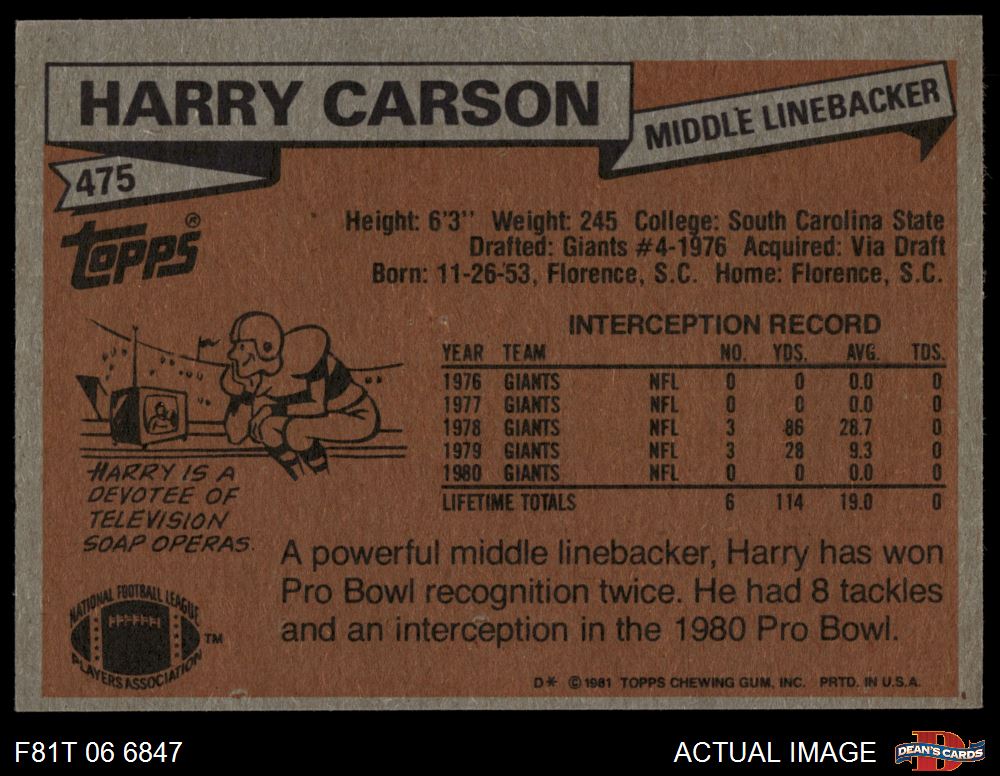 HARRY CARSON
MIDDLE LINEBACKER
475
TOPPS®
Height: 6'3'' Weight: 245 College: South Carolina State
Drafted: Giants #4-1976 Acquired: Via Draft
Born: 11-26-53, Florence, S.C. Home: Florence, S.C.
INTERCEPTION RECORD
YEAR TEAM NO. YDS. AVG. TDS.
1976 GIANTS NFL 0 0 0.0 0
1977 GIANTS NFL 0 0 0.0 0
1978 GIANTS NFL 3 86 28.7 0
1979 GIANTS NFL 3 28 9.3 0
1980 GIANTS NFL 0 0 0.0 0
LIFETIME TOTALS 6 114 19.0 0
HARRY IS A
DEVOTEE OF
TELEVISION
SOAP OPERAS.
A powerful middle linebacker, Harry has won
Pro Bowl recognition twice. He had 8 tackles
and an interception in the 1980 Pro Bowl.
NATIONAL FOOTBALL LEAGUE
PLAYERS ASSOCIATION
TM
D* © 1981 TOPPS CHEWING GUM, INC. PRTD. IN U.S.A.
F81T 06 6847
ACTUAL IMAGE
D
DEAN'S CARDS